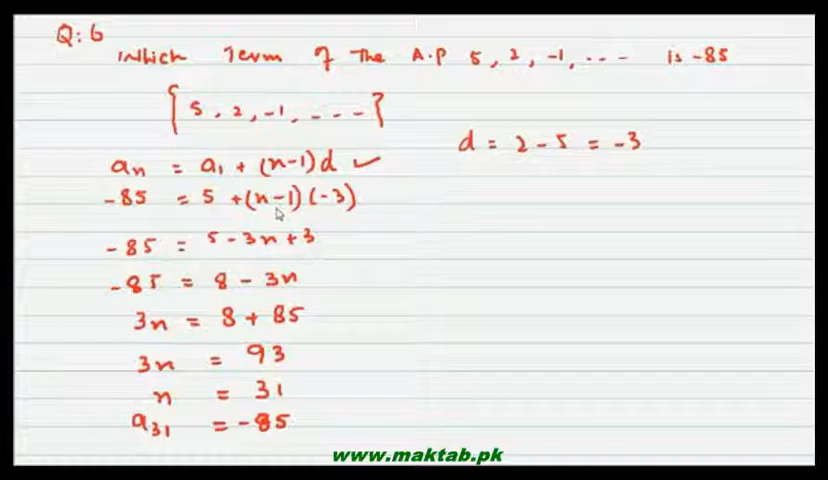 Q: 6
Which Term of The A.P 5, 2, -1, ---- is -85
{5, 2, -1, ----}
d = 2 - 5 = -3
an = a1 + (n-1)d ✓
-85 = 5 + (n-1)(-3)
-85 = 5 - 3n + 3
-85 = 8 - 3n
3n = 8 + 85
3n = 93
n = 31
a31 = -85
www.maktab.pk